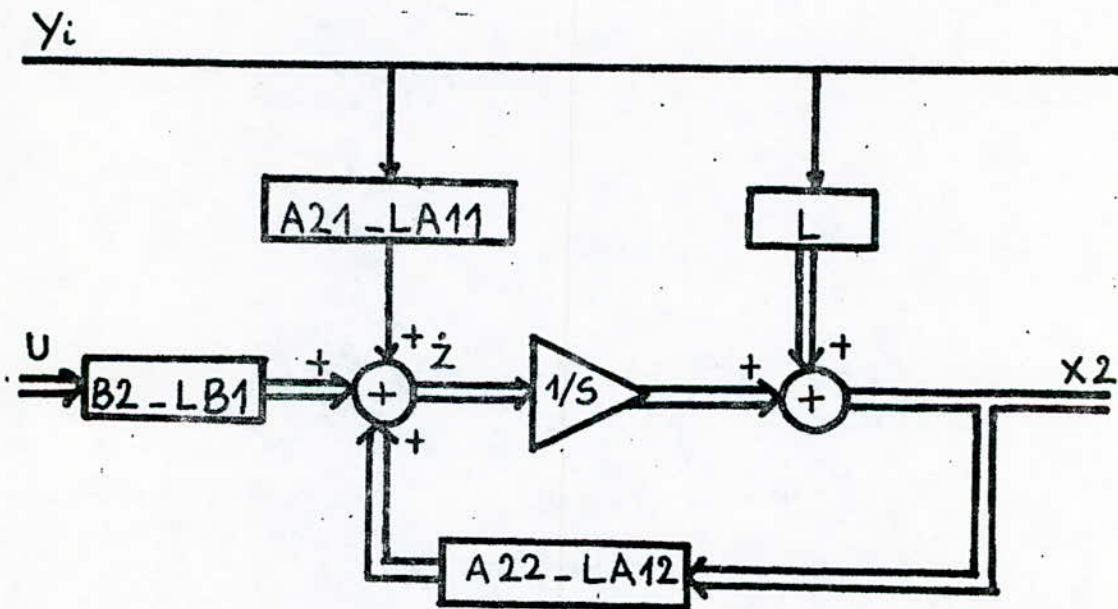 Yi
A21_LA11
L
+
+
U
+
ż
+
X2
B2_LB1
+
1/S
+
+
A22_LA12